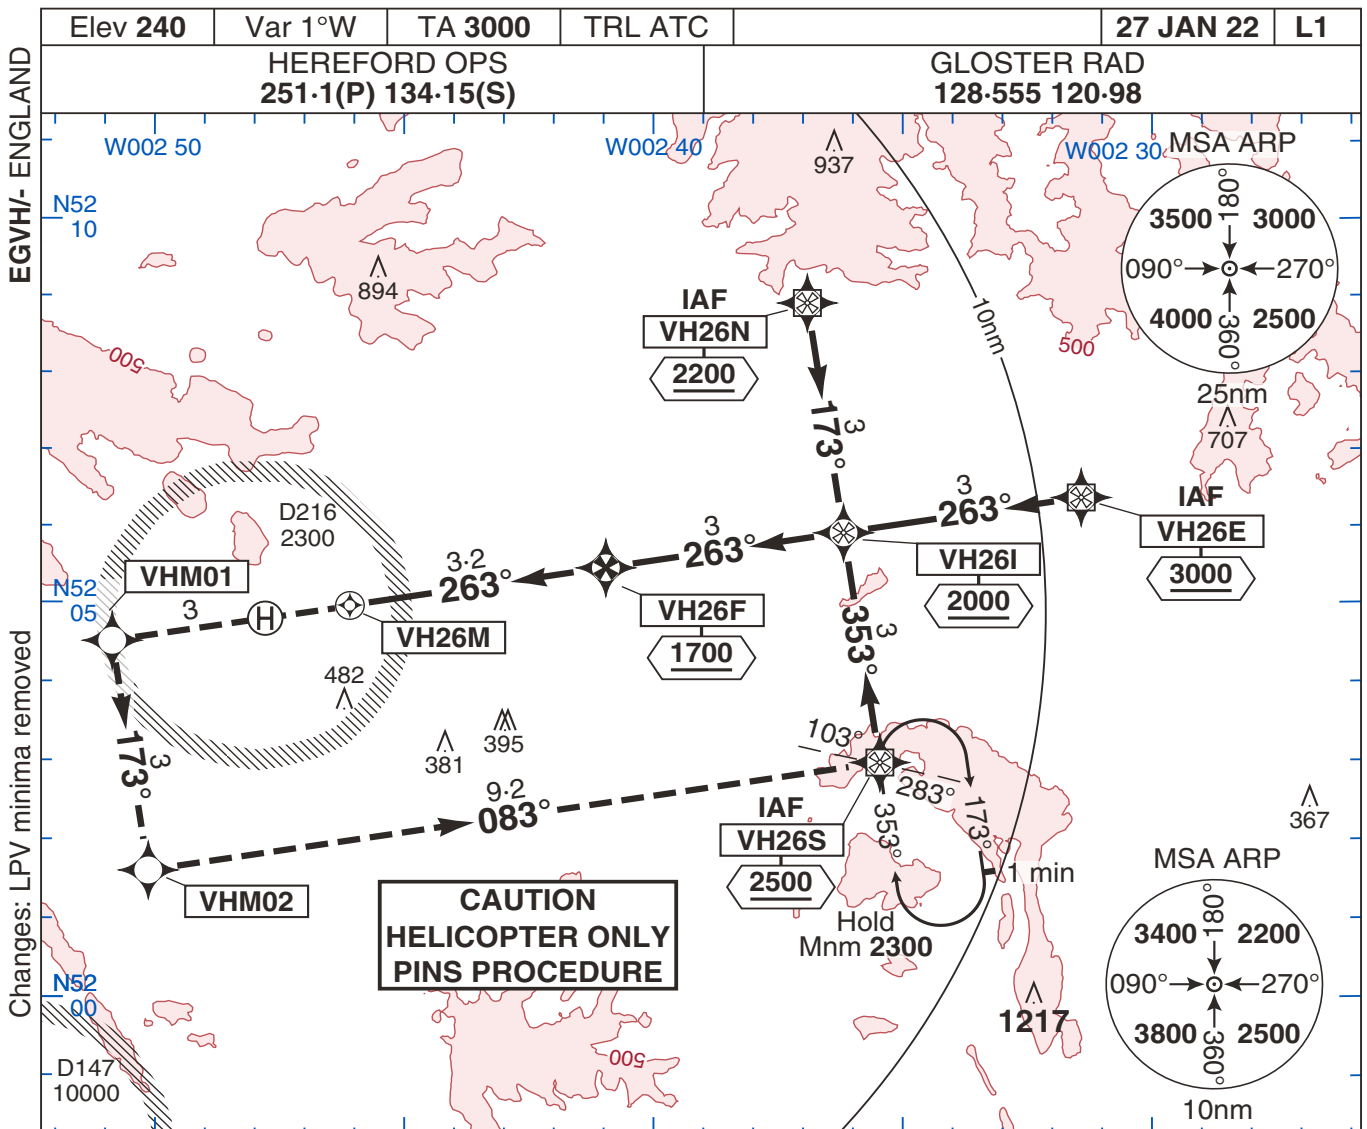 Elev 240
Var 1°W
TA 3000
TRL ATC
27 JAN 22
L1
HEREFORD OPS
251·1(P) 134·15(S)
GLOSTER RAD
128·555 120·98
EGVH/- ENGLAND
Changes: LPV minima removed
W002 50
W002 40
W002 30
N52
10
N52
05
N52
00
MSA ARP
180°
3500
3000
090°
270°
4000
2500
360°
25nm
937
894
500
500
707
10nm
IAF
VH26N
2200
173°
3
IAF
VH26E
3000
3
263°
VH26I
2000
3
263°
VH26F
1700
3·2
263°
D216
2300
VHM01
3
H
VH26M
482
381
395
173°
3
VHM02
9·2
083°
353°
3
103°
283°
IAF
VH26S
2500
353°
173°
1 min
Hold
Mnm 2300
367
1217
CAUTION
HELICOPTER ONLY
PINS PROCEDURE
500
D147
10000
MSA ARP
180°
3400
2200
090°
270°
3800
2500
360°
10nm